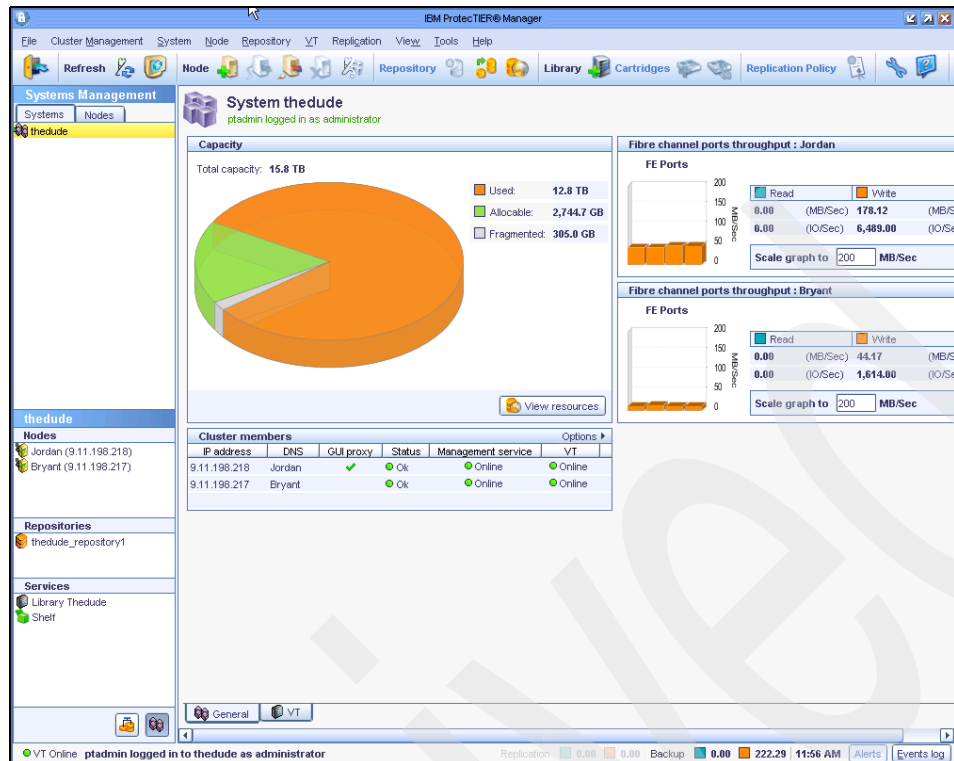 IBM ProtecTIER® Manager
File Cluster Management System Node Repository VT Replication View Tools Help
Refresh Node Repository Library Cartridges Replication Policy
Systems Management
Systems Nodes
thedude
System thedude
ptadmin logged in as administrator
Capacity
Total capacity: 15.8 TB
Used: 12.8 TB
Allocable: 2,744.7 GB
Fragmented: 305.0 GB
View resources
Fibre channel ports throughput : Jordan
FE Ports
200
150
100
50
0
MB/Sec
Read Write
0.00 (MB/Sec) 178.12 (MB/S
0.00 (IO/Sec) 6,489.00 (IO/Se
Scale graph to 200 MB/Sec
Fibre channel ports throughput : Bryant
FE Ports
200
150
100
50
0
MB/Sec
Read Write
0.00 (MB/Sec) 44.17 (MB/S
0.00 (IO/Sec) 1,614.00 (IO/Se
Scale graph to 200 MB/Sec
Cluster members Options
IP address DNS GUI proxy Status Management service VT
9.11.198.218 Jordan Ok Online Online
9.11.198.217 Bryant Ok Online Online
thedude
Nodes
Jordan (9.11.198.218)
Bryant (9.11.198.217)
Repositories
thedude_repository1
Services
Library Thedude
Shelf
General VT
VT Online ptadmin logged in to thedude as administrator Replication 0.00 0.00 Backup 0.00 222.29 11:56 AM Alerts Events log